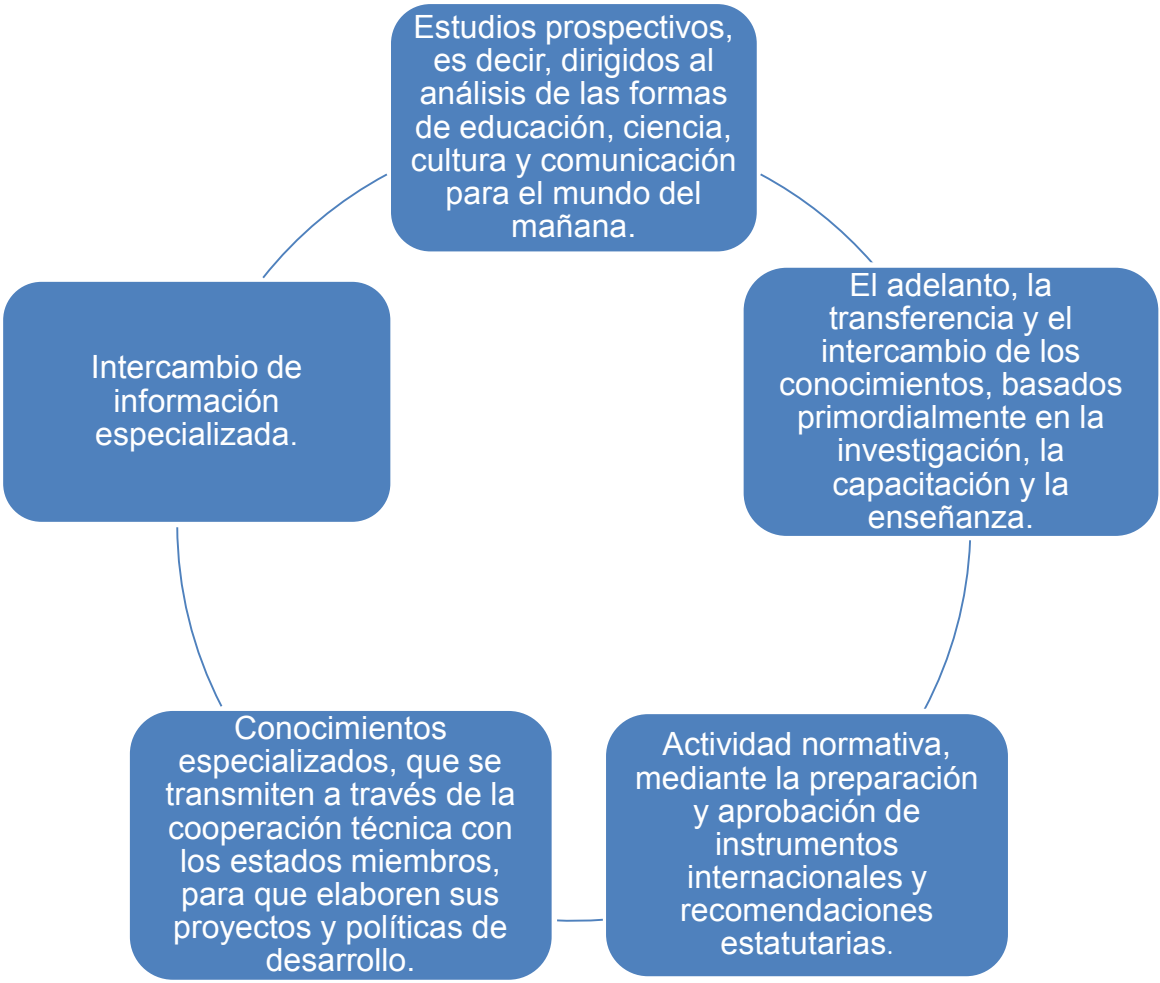 Estudios prospectivos,
es decir, dirigidos al
análisis de las formas
de educación, ciencia,
cultura y comunicación
para el mundo del
mañana.
El adelanto, la
transferencia y el
intercambio de los
conocimientos, basados
primordialmente en la
investigación, la
capacitación y la
enseñanza.
Actividad normativa,
mediante la preparación
y aprobación de
instrumentos
internacionales y
recomendaciones
estatutarias.
Conocimientos
especializados, que se
transmiten a través de la
cooperación técnica con
los estados miembros,
para que elaboren sus
proyectos y políticas de
desarrollo.
Intercambio de
información
especializada.